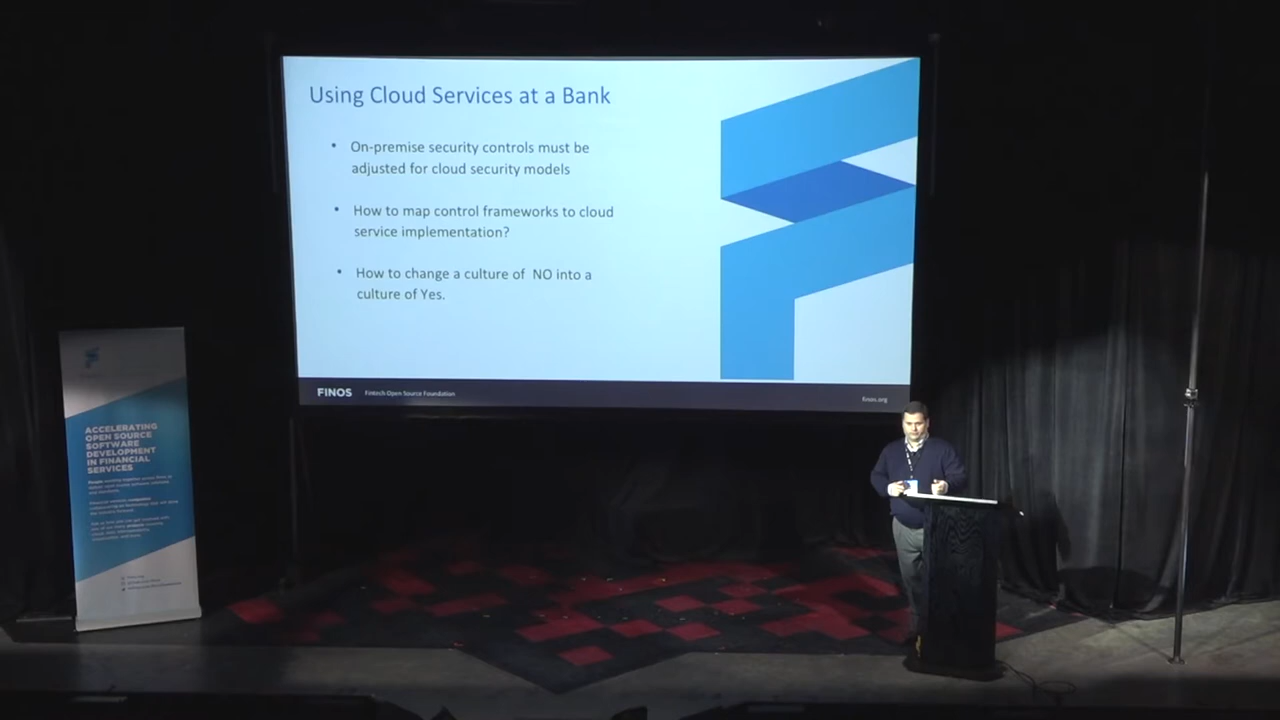 Using Cloud Services at a Bank
• On-premise security controls must be
adjusted for cloud security models
• How to map control frameworks to cloud
service implementation?
• How to change a culture of NO into a
culture of Yes.
FINOS Fintech Open Source Foundation finos.org
ACCELERATING
OPEN SOURCE
SOFTWARE
DEVELOPMENT
IN FINANCIAL
SERVICES